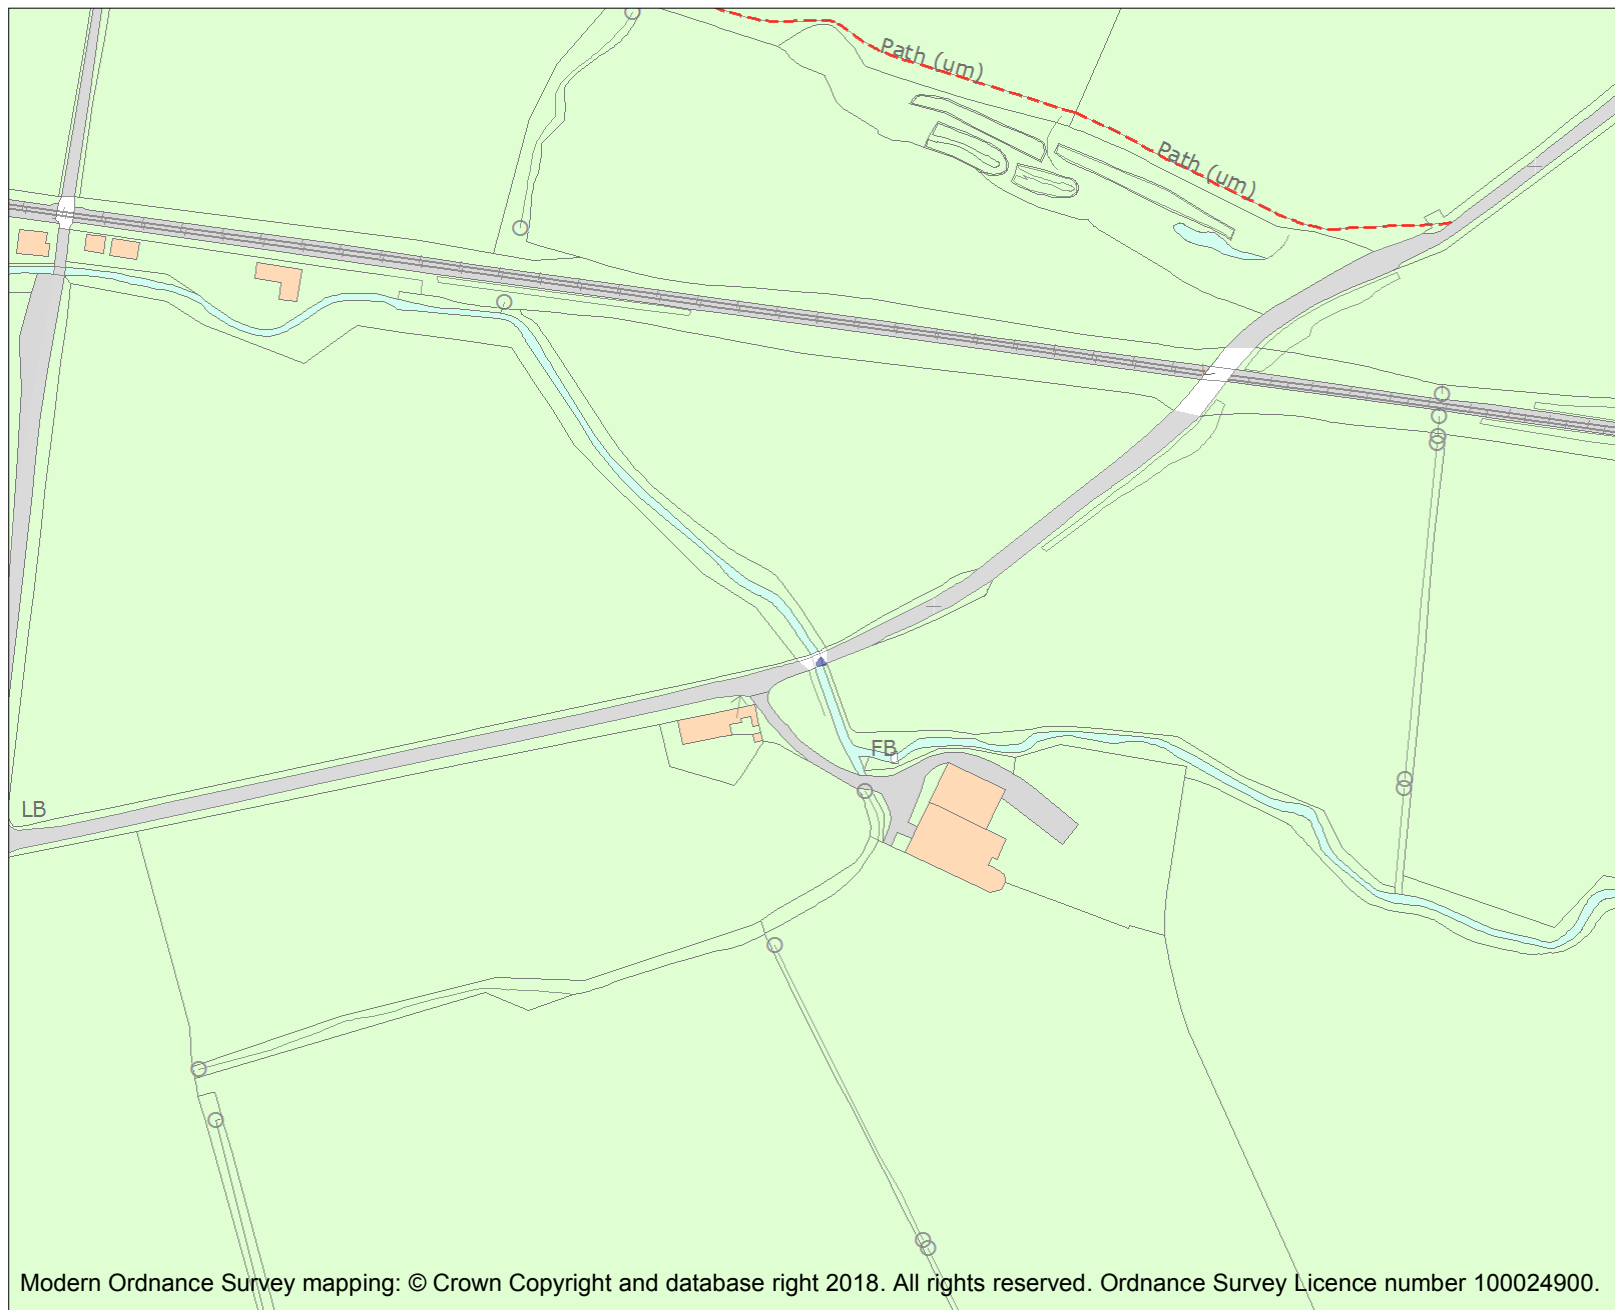 Path (um)
Path (um)
FB
LB
Modern Ordnance Survey mapping: © Crown Copyright and database right 2018. All rights reserved. Ordnance Survey Licence number 100024900.